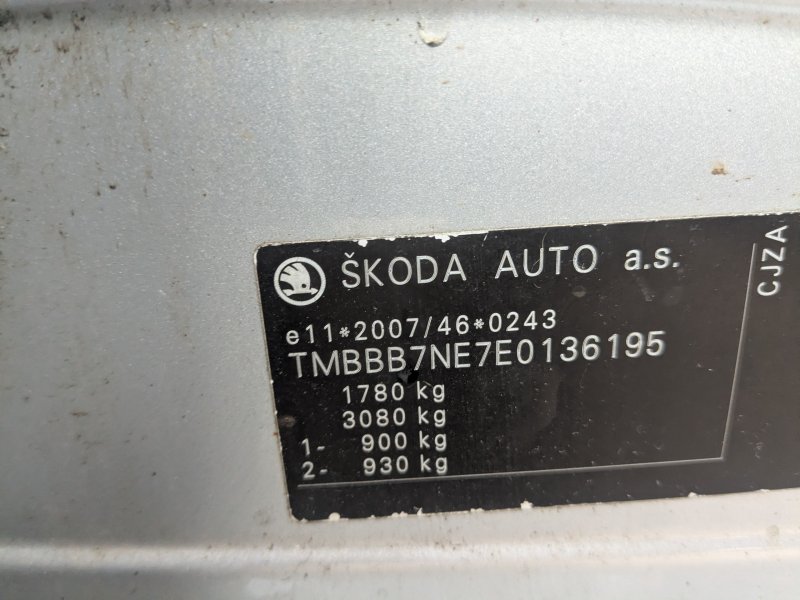 ŠKODA AUTO a.s.
e11*2007/46*0243
TMBBB7NE7E0136195
1780 kg
3080 kg
1- 900 kg
2- 930 kg
CJZA